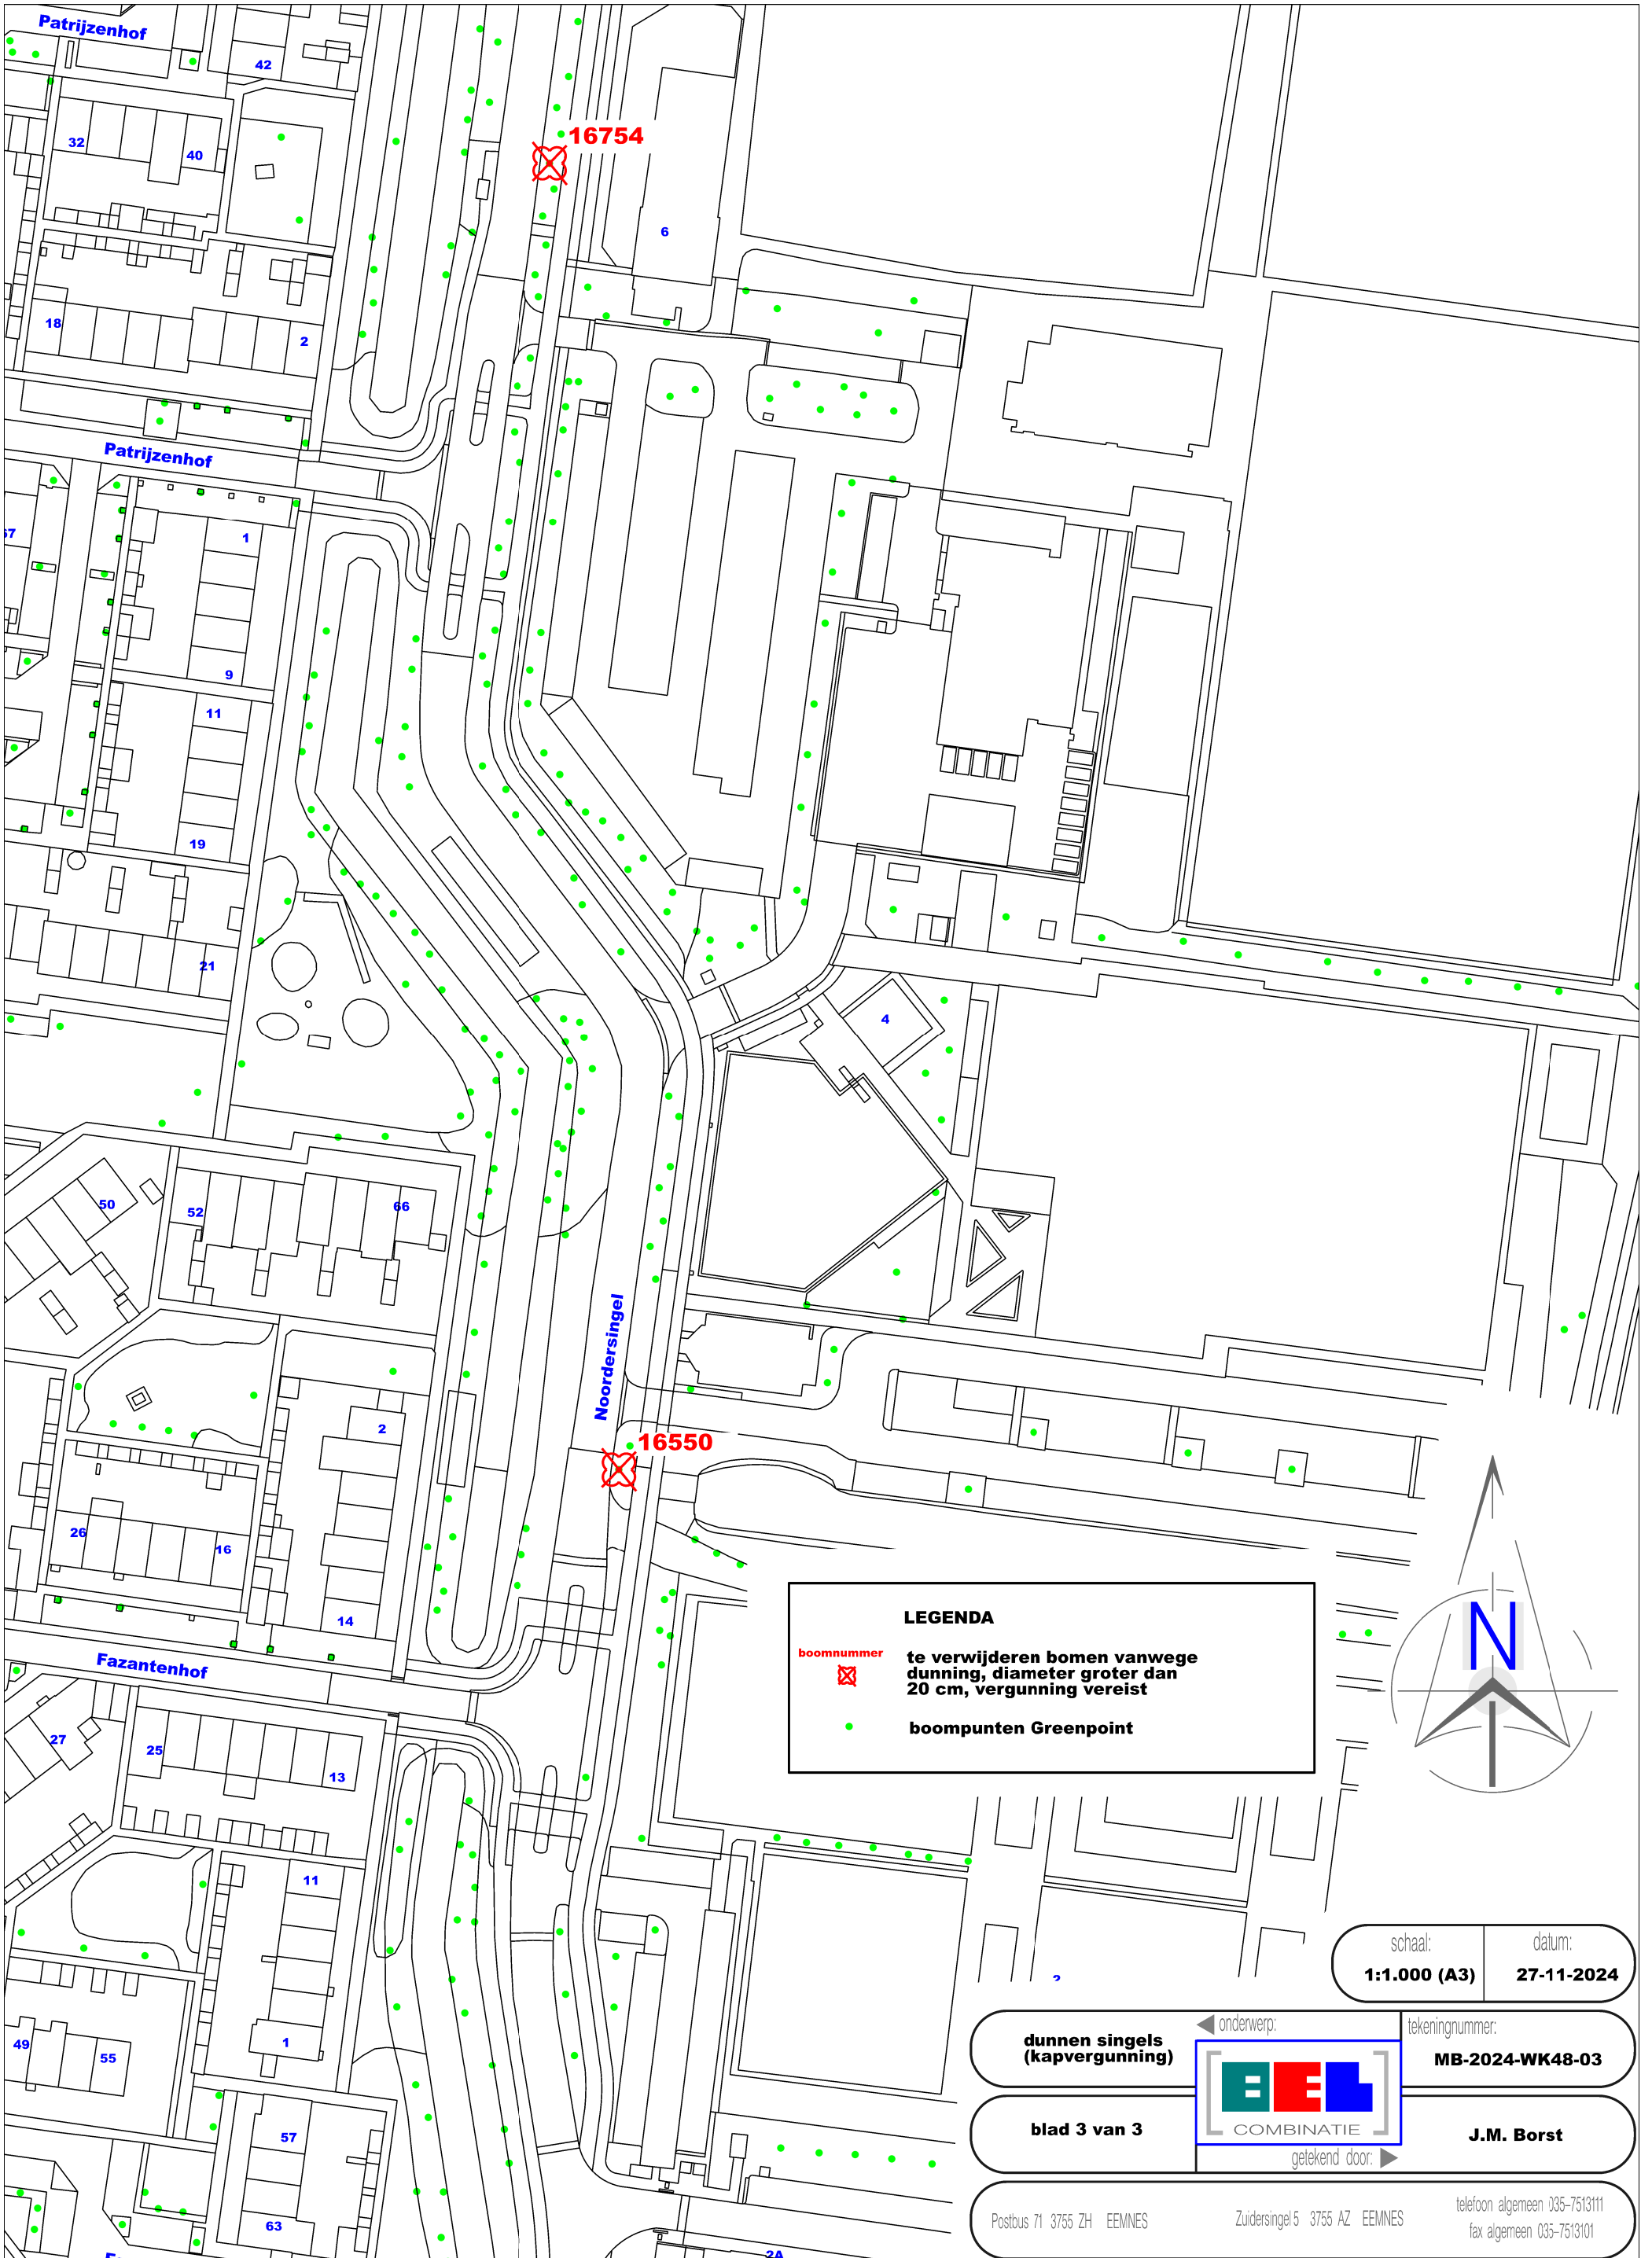 Patrijzenhof
42
16754
32
40
6
18
2
Patrijzenhof
1
9
11
19
21
4
50
52
66
Noordersingel
2
16550
26
16
14
Fazantenhof
27
25
13
11
49
55
1
57
63
2A
LEGENDA
boomnummer
te verwijderen bomen vanwege
dunning, diameter groter dan
20 cm, vergunning vereist
boompunten Greenpoint
N
schaal:
1:1.000 (A3)
datum:
27-11-2024
dunnen singels
(kapvergunning)
onderwerp:
tekeningnummer:
MB-2024-WK48-03
BEL
COMBINATIE
blad 3 van 3
getekend door:
J.M. Borst
Postbus 71 3755 ZH EEMNES
Zuidersingel 5 3755 AZ EEMNES
telefoon algemeen 035-7513111
fax algemeen 035-7513101